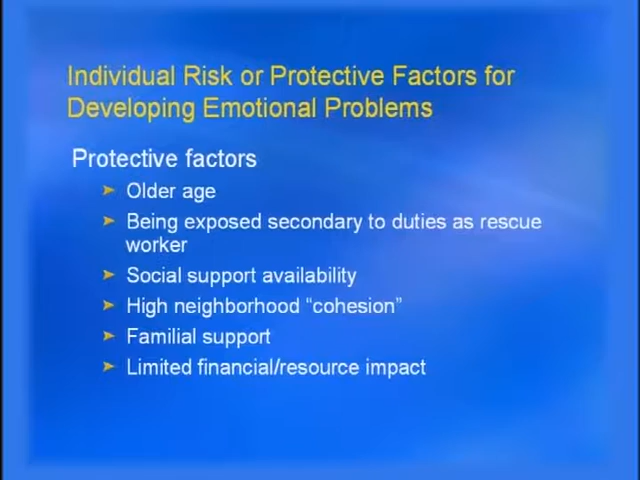 Individual Risk or Protective Factors for
Developing Emotional Problems
Protective factors
➤ Older age
➤ Being exposed secondary to duties as rescue
worker
➤ Social support availability
➤ High neighborhood “cohesion”
➤ Familial support
➤ Limited financial/resource impact